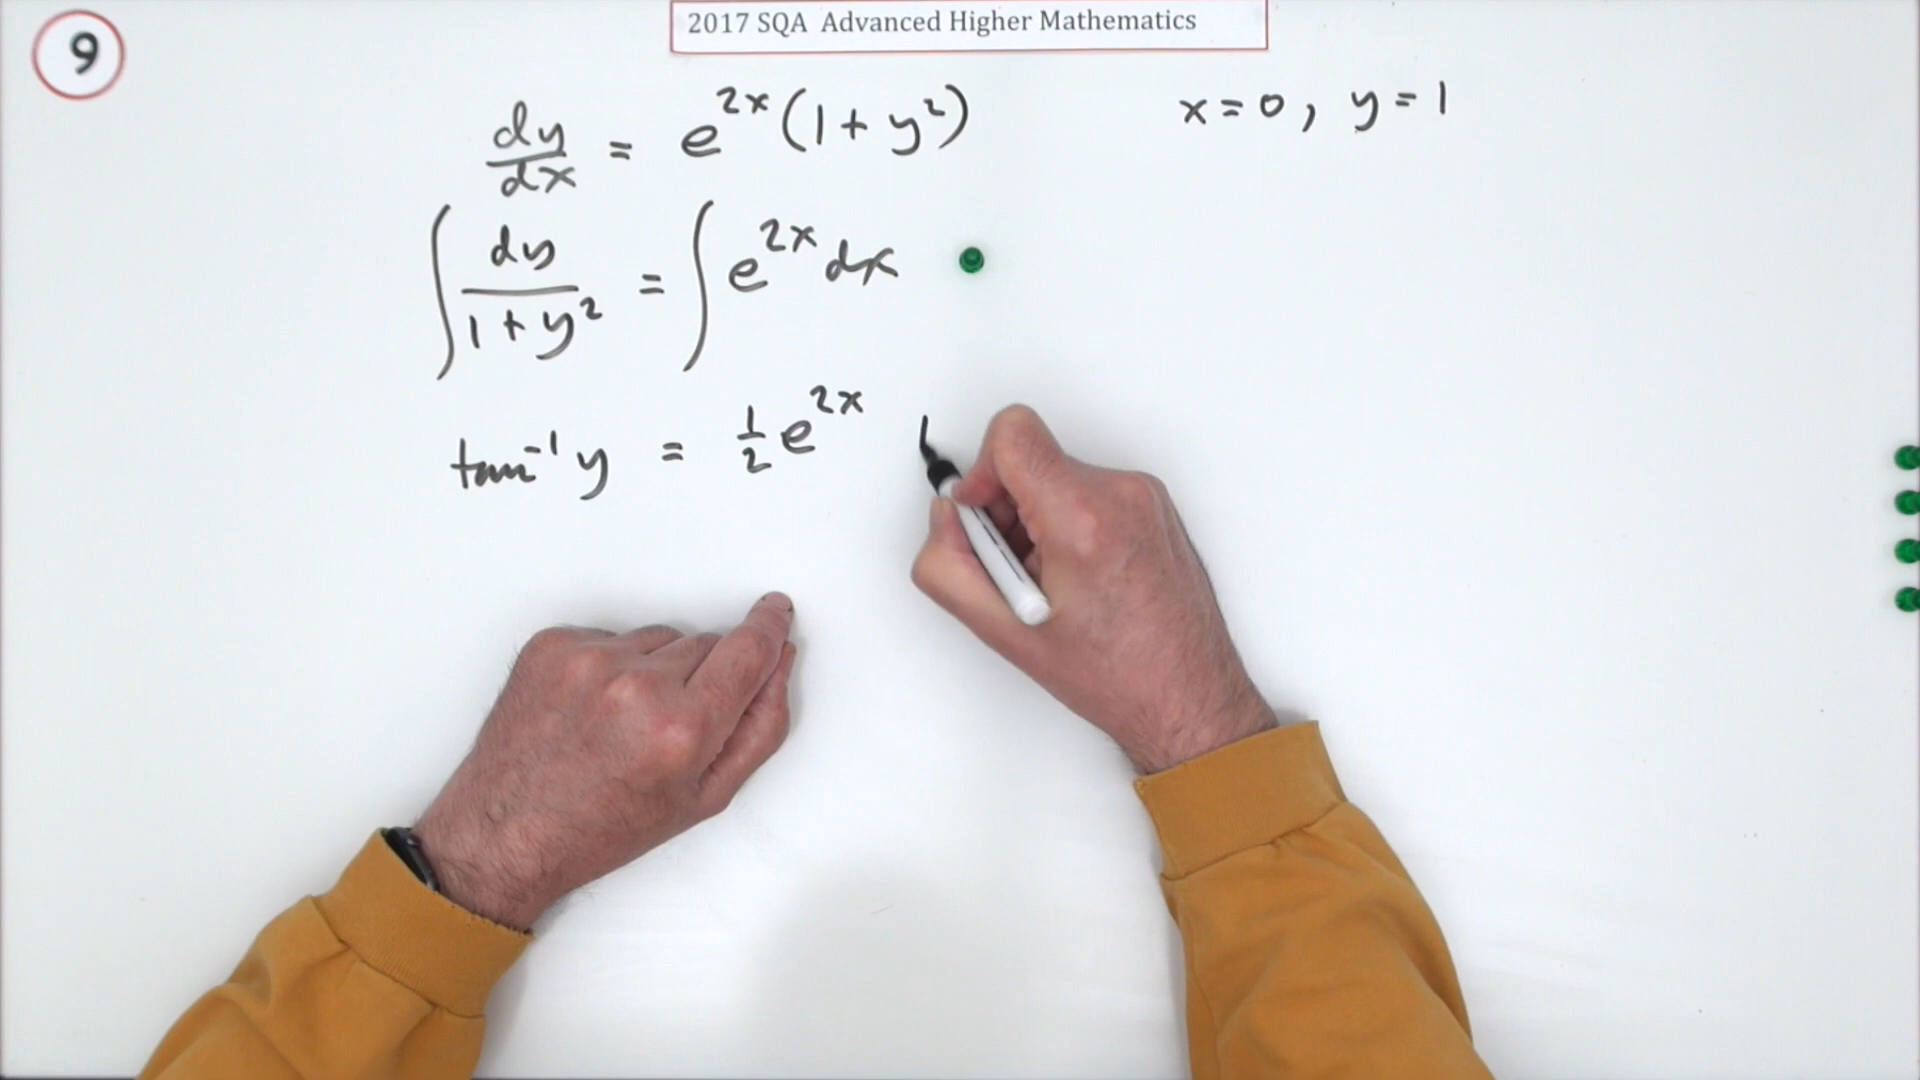 9
2017 SQA Advanced Higher Mathematics
dy/dx = e^{2x}(1 + y²)    x = 0, y = 1
∫ dy/(1 + y²) = ∫ e^{2x} dx
tan⁻¹ y = ½ e^{2x}